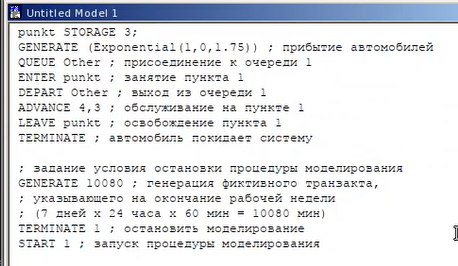 Untitled Model 1
punkt STORAGE 3;
GENERATE (Exponential(1,0,1.75)) ; прибытие автомобилей
QUEUE Other ; присоединение к очереди 1
ENTER punkt ; занятие пункта 1
DEPART Other ; выход из очереди 1
ADVANCE 4,3 ; обслуживание на пункте 1
LEAVE punkt ; освобождение пункта 1
TERMINATE ; автомобиль покидает систему
; задание условия остановки процедуры моделирования
GENERATE 10080 ; генерация фиктивного транзакта,
; указывающего на окончание рабочей недели
; (7 дней x 24 часа x 60 мин = 10080 мин)
TERMINATE 1 ; остановить моделирование
START 1 ; запуск процедуры моделирования